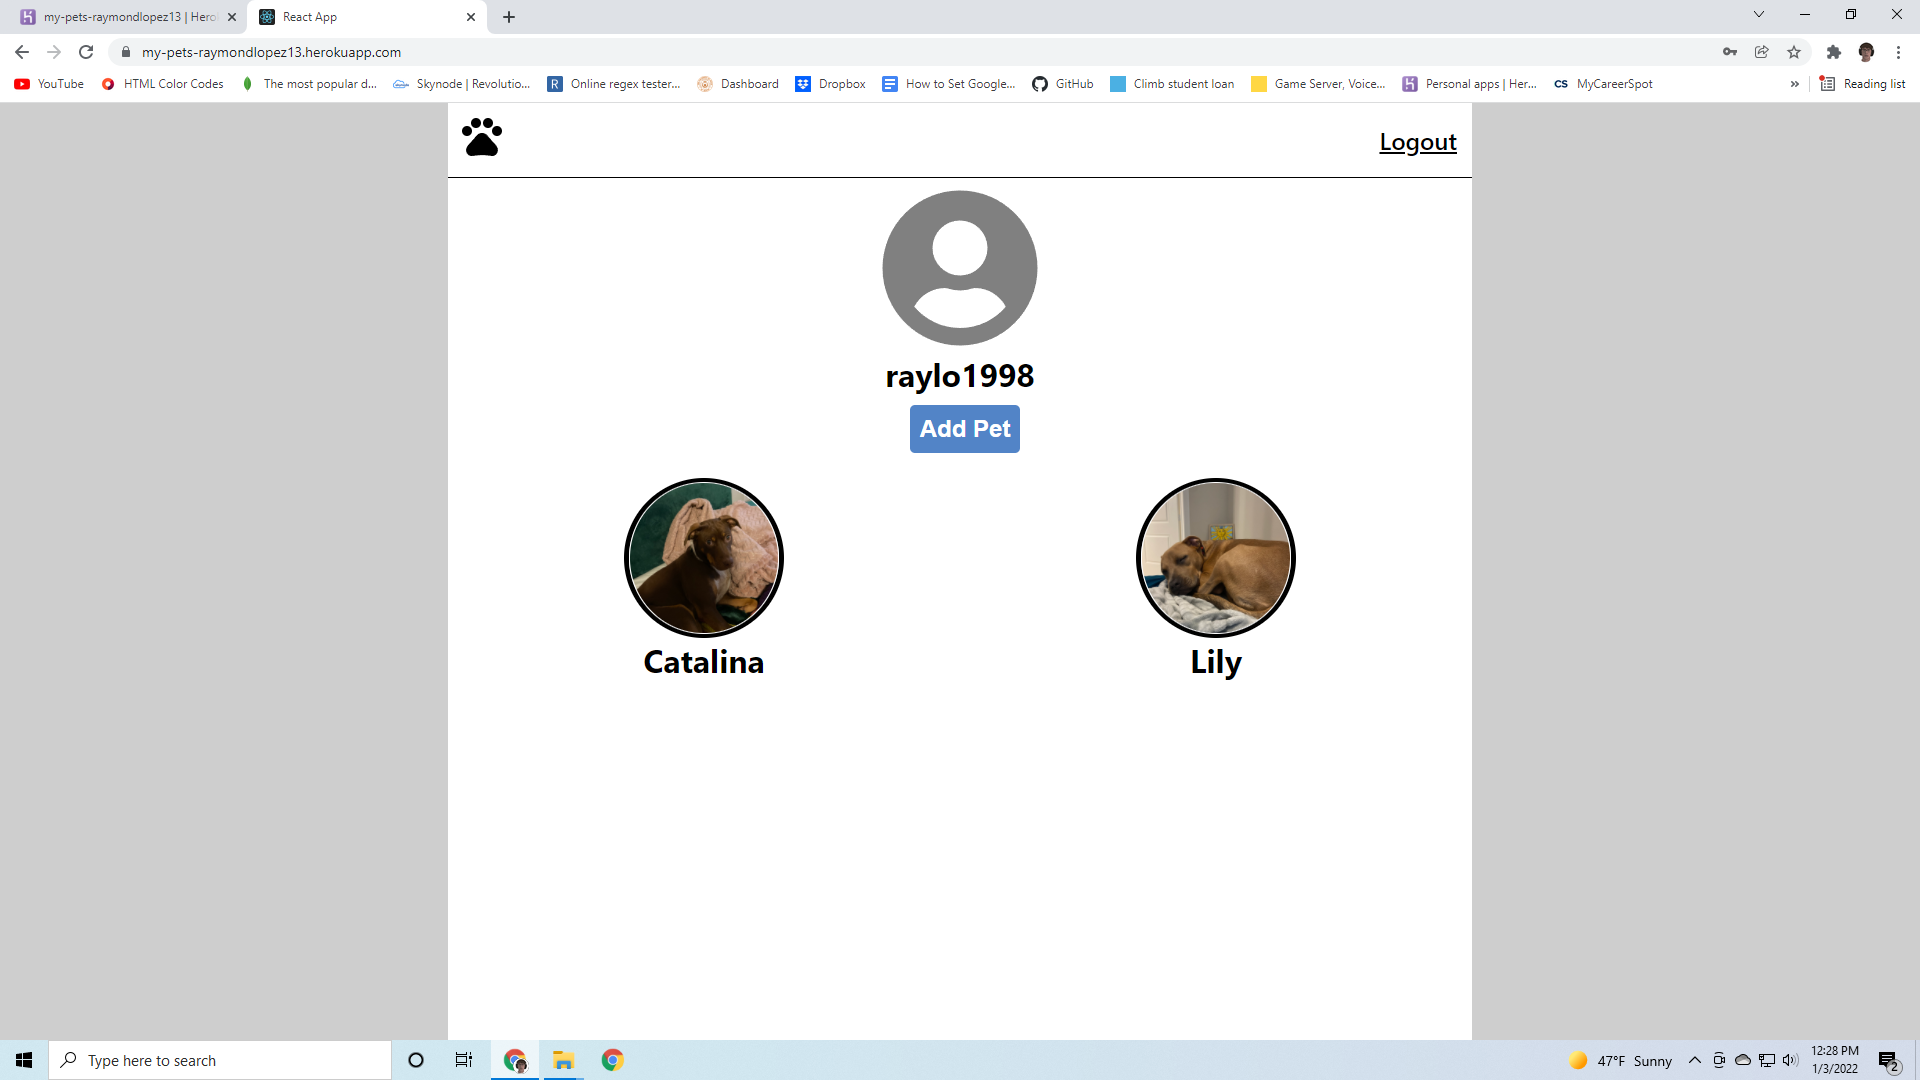 my-pets-raymondlopez13 | Hero
React App
my-pets-raymondlopez13.herokuapp.com
YouTube
HTML Color Codes
The most popular d...
Skynode | Revolutio...
R
Online regex tester...
Dashboard
Dropbox
How to Set Google...
GitHub
Climb student loan
Game Server, Voice...
Personal apps | Her...
CS
MyCareerSpot
»
Reading list
Logout
raylo1998
Add Pet
Catalina
Lily
Type here to search
47°F Sunny
12:28 PM
1/3/2022
2